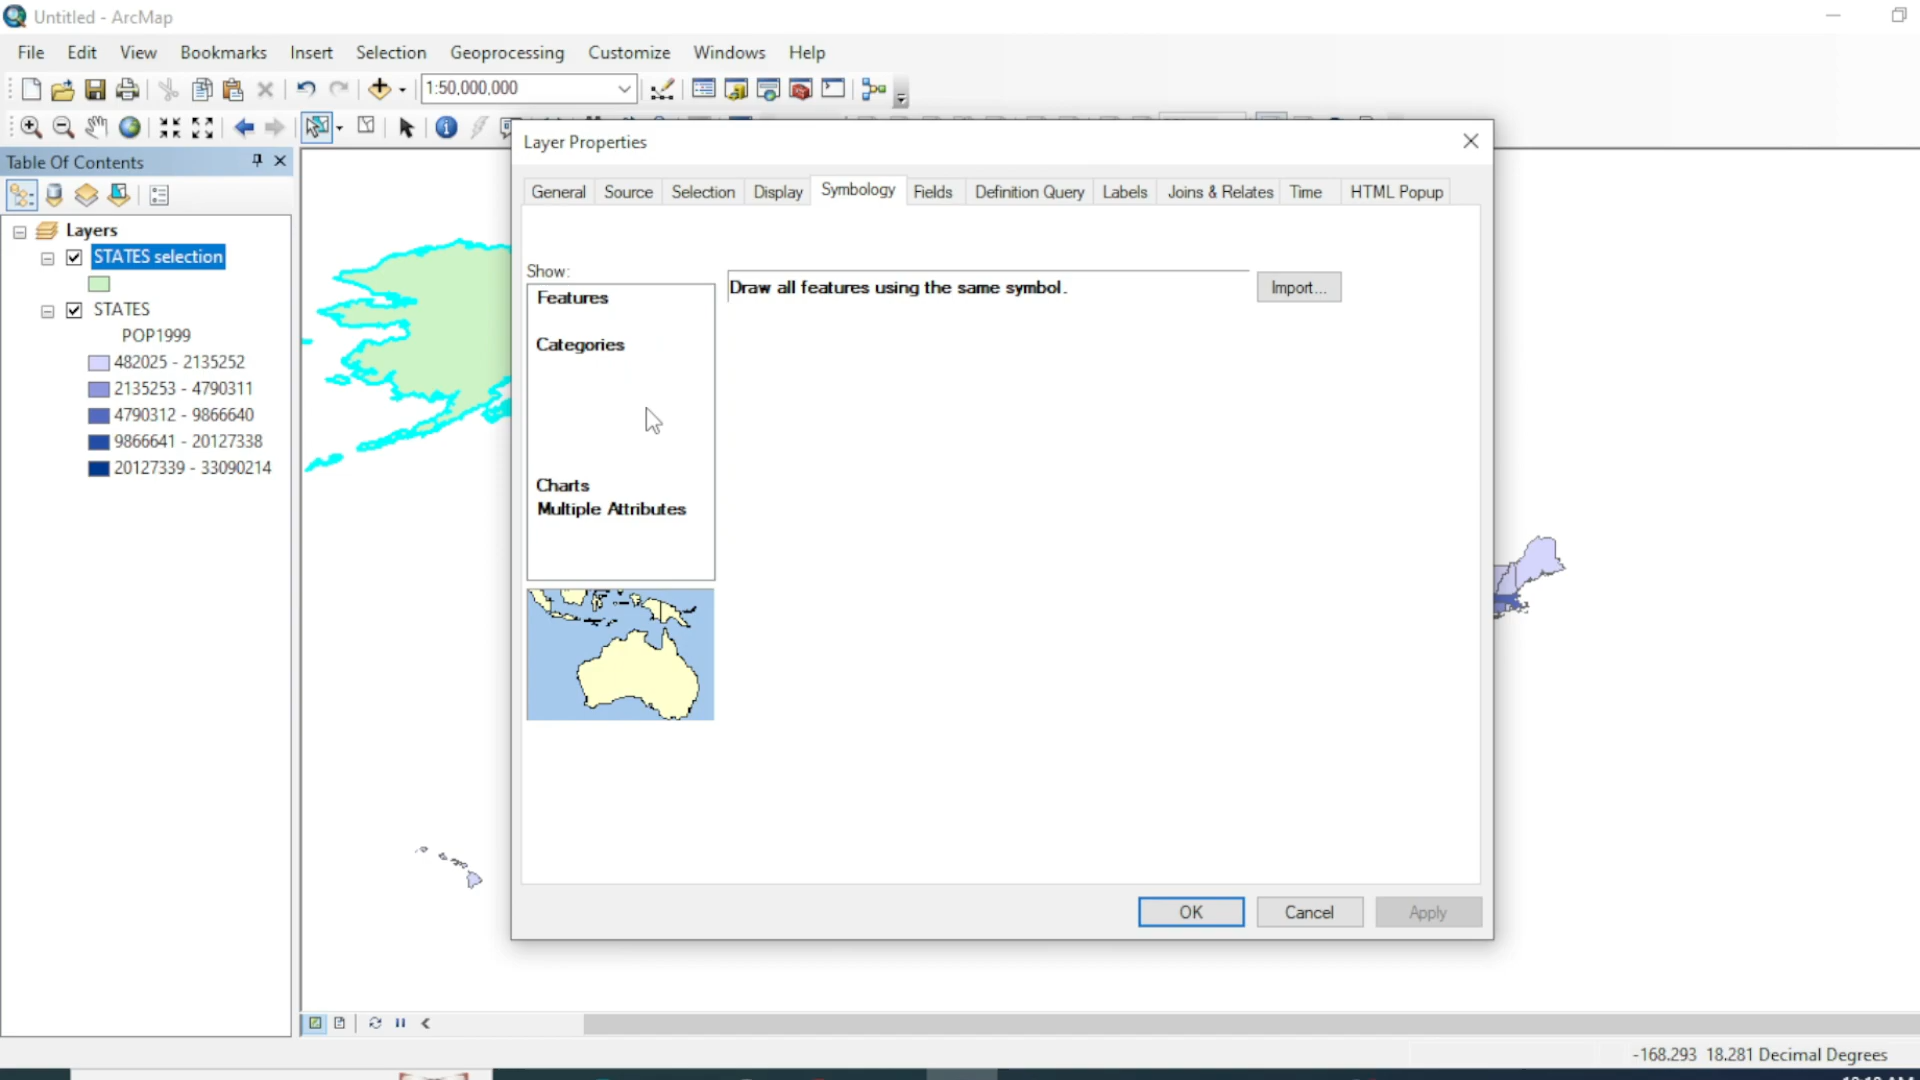 Untitled - ArcMap
File Edit View Bookmarks Insert Selection Geoprocessing Customize Windows Help
1:50,000,000
Table Of Contents
Layers
STATES selection
STATES
POP1999
482025 - 2135252
2135253 - 4790311
4790312 - 9866640
9866641 - 20127338
20127339 - 33090214
Layer Properties
General Source Selection Display Symbology Fields Definition Query Labels Joins & Relates Time HTML Popup
Show:
Features
Categories
Charts
Multiple Attributes
Draw all features using the same symbol.
Import...
OK Cancel Apply
-168.293 18.281 Decimal Degrees